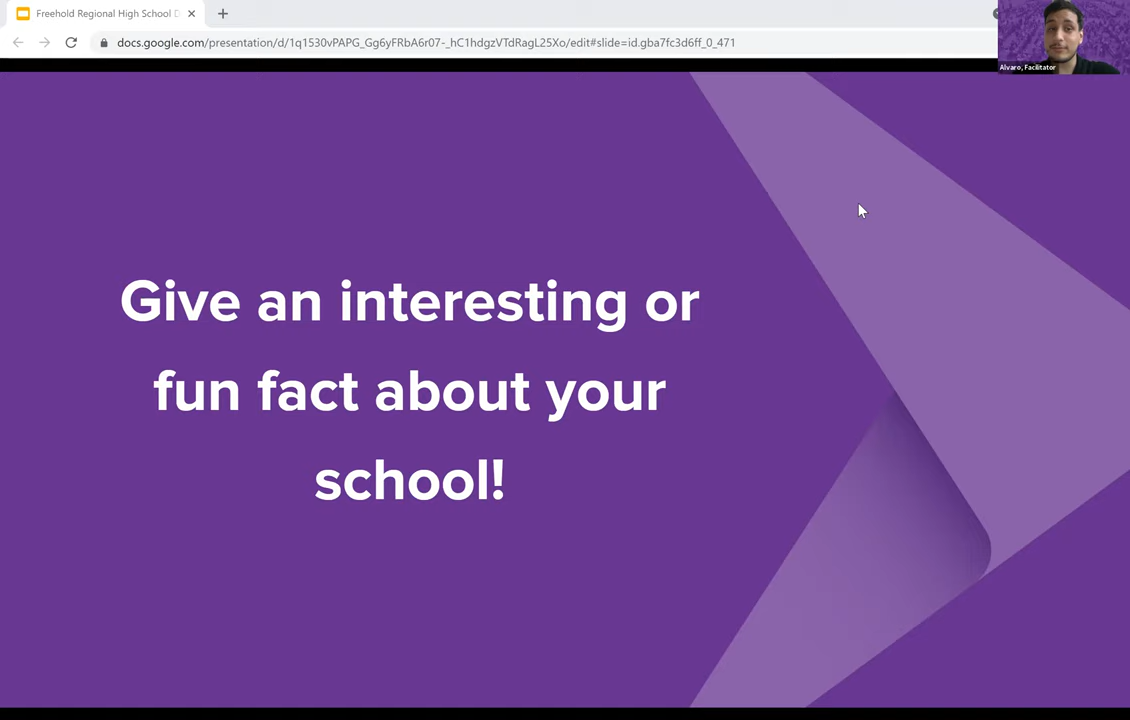 Freehold Regional High School D
docs.google.com/presentation/d/1q1530vPAPG_Gg6yFRbA6r07-_hC1hdgzVTdRagL25Xo/edit#slide=id.gba7fc3d6ff_0_471
Alvaro, Facilitator
Give an interesting or
fun fact about your
school!